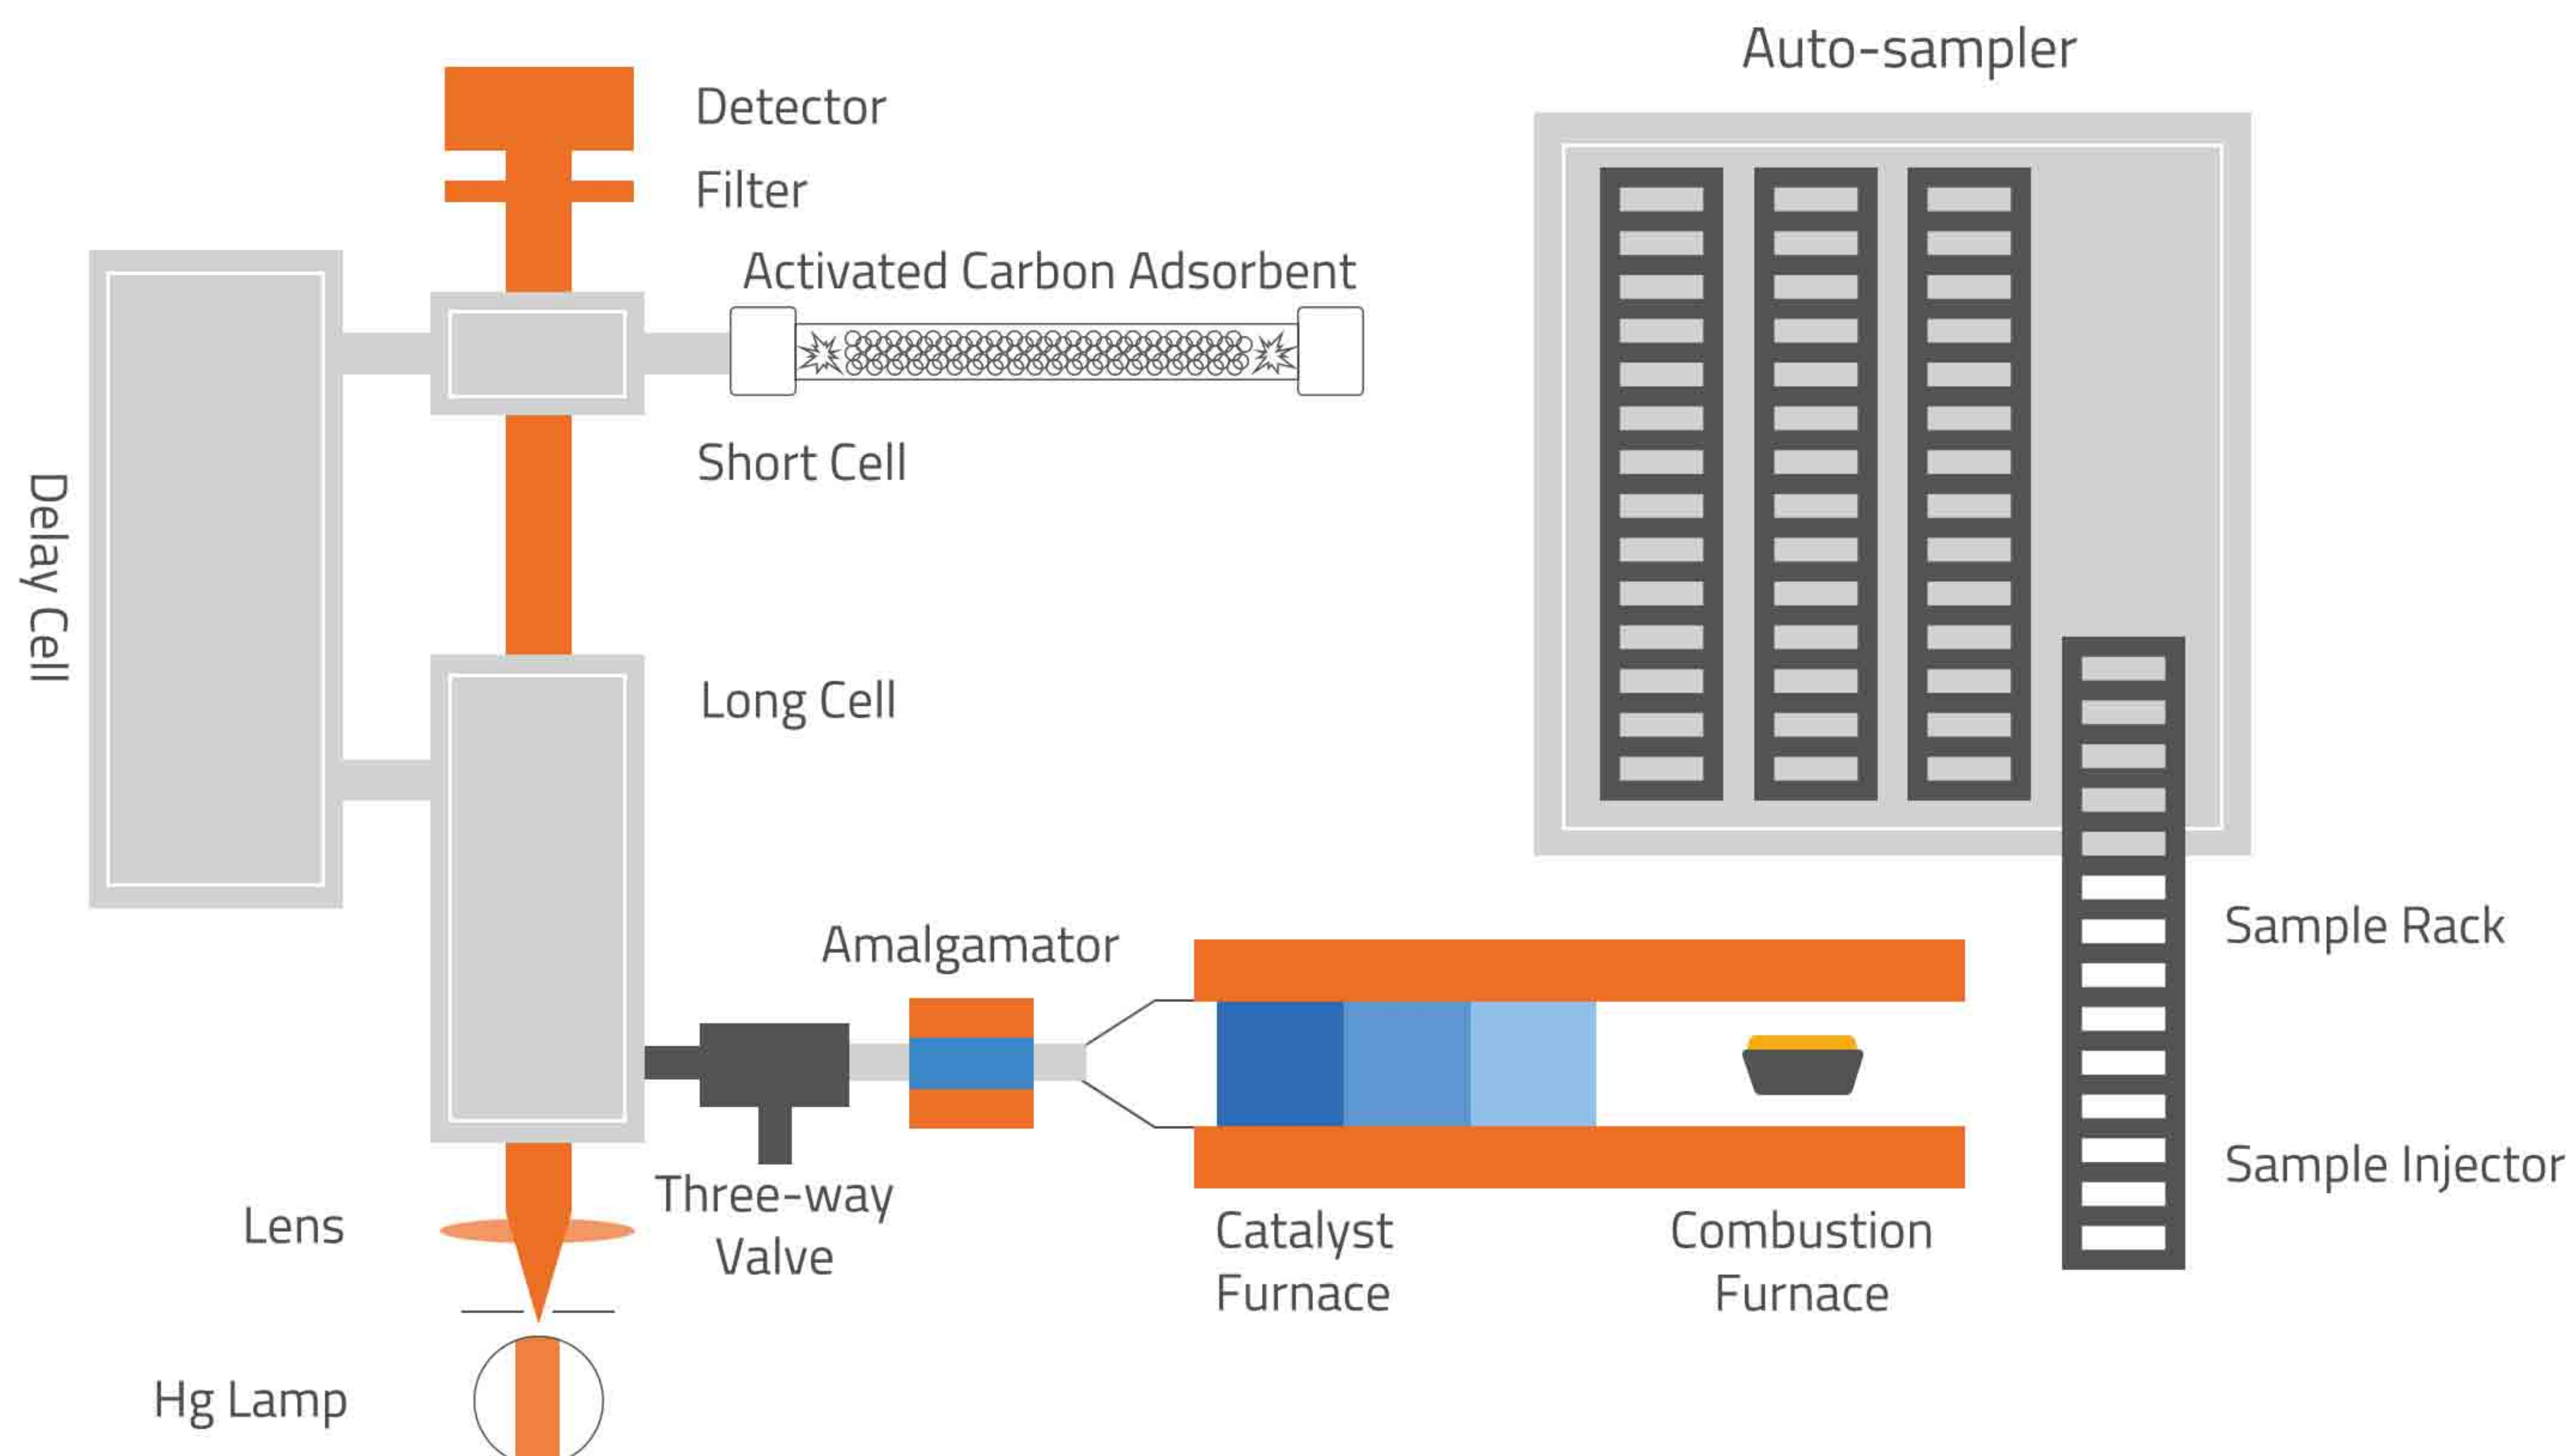 Auto-sampler
Detector
Filter
Activated Carbon Adsorbent
Short Cell
Delay Cell
Long Cell
Amalgamator
Sample Rack
Sample Injector
Three-way
Valve
Lens
Catalyst
Furnace
Combustion
Furnace
Hg Lamp